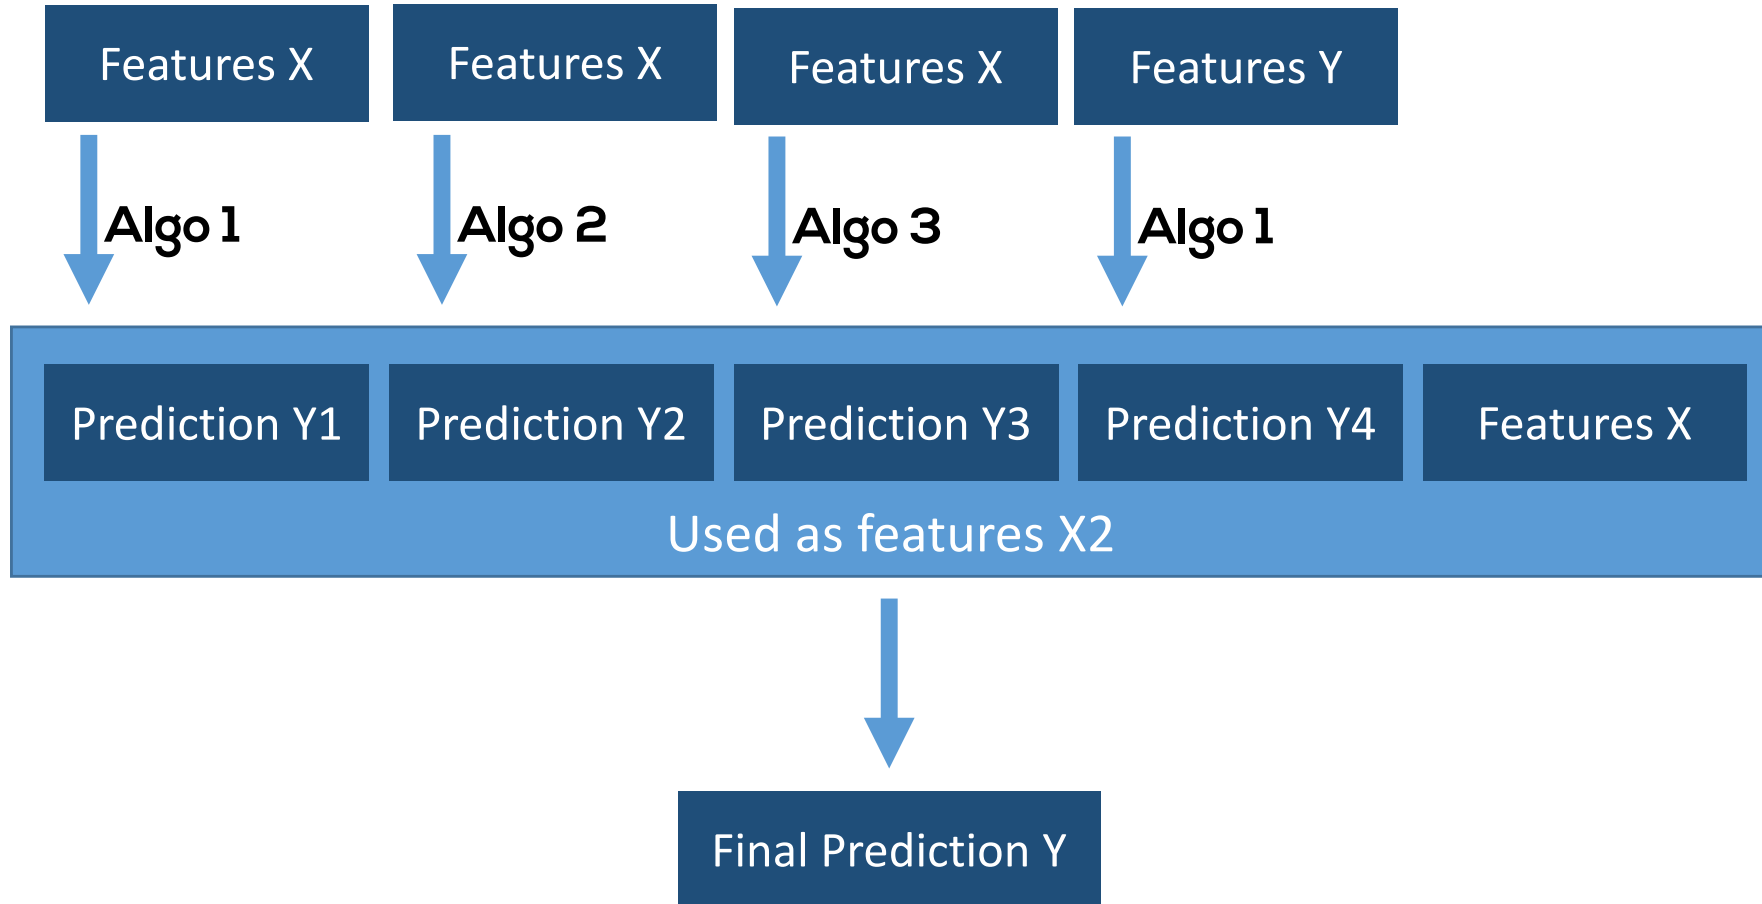 Features X
Features X
Features X
Features Y
Algo 1
Algo 2
Algo 3
Algo 1
Prediction Y1
Prediction Y2
Prediction Y3
Prediction Y4
Features X
Used as features X2
Final Prediction Y